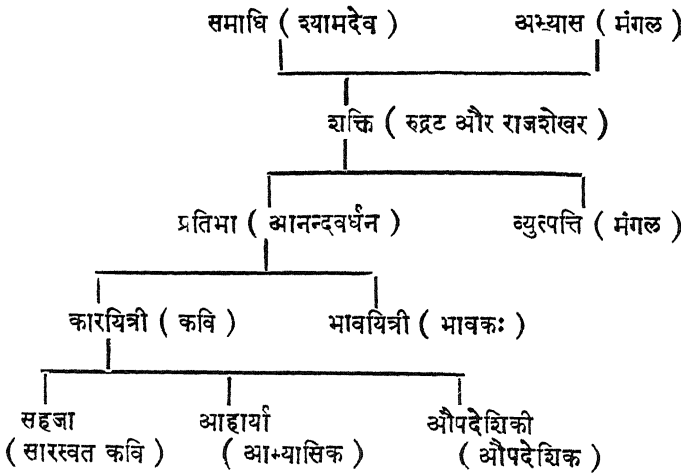 समाधि ( श्यामदेव ) अभ्यास ( मंगल )
शक्ति ( रुद्रट और राजशेखर )
प्रतिभा ( आनन्दवर्धन ) व्युत्पत्ति ( मंगल )
कारयित्री ( कवि ) भावयित्री ( भावकः )
सहजा आहार्या औपदेशिकी
( सारस्वत कवि ) ( आभ्यासिक ) ( औपदेशिक )